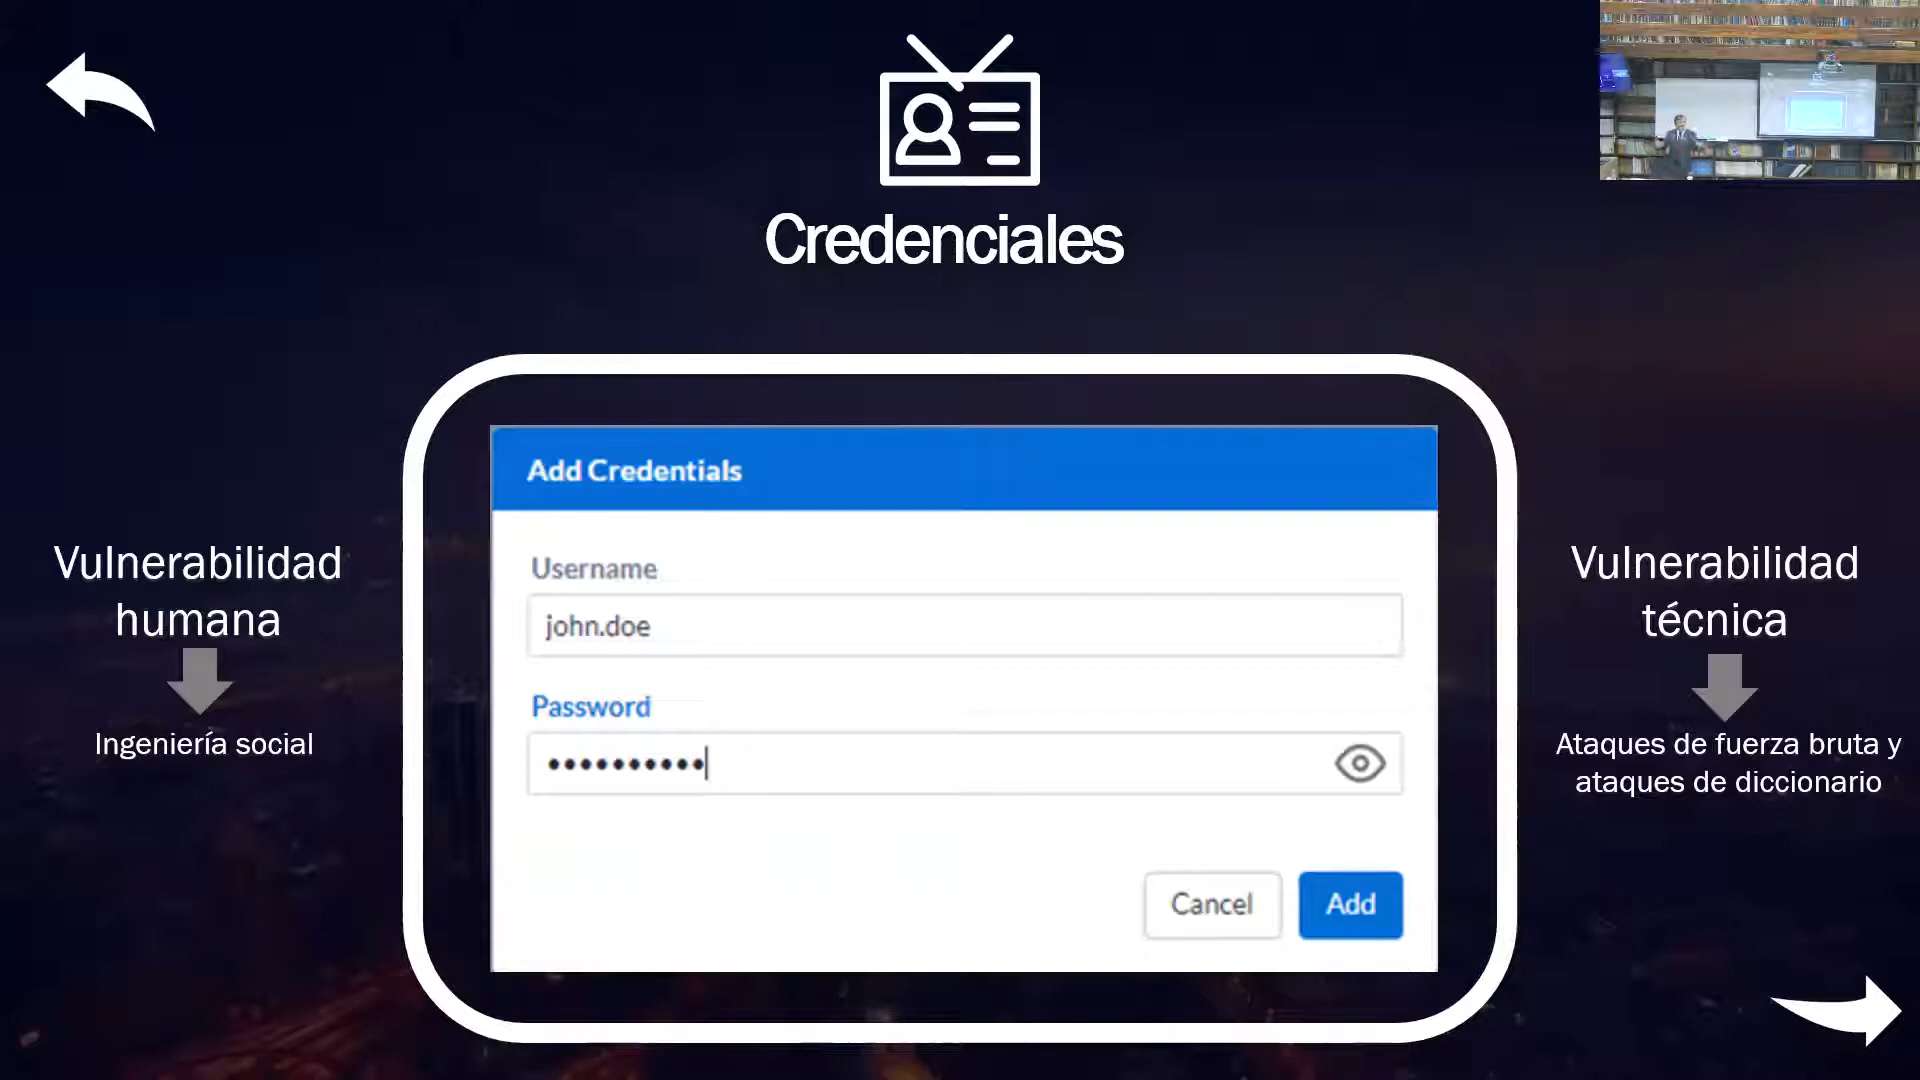 Credenciales
Vulnerabilidad
humana
Ingeniería social
Add Credentials
Username
john.doe
Password
••••••••••
Cancel
Add
Vulnerabilidad
técnica
Ataques de fuerza bruta y
ataques de diccionario